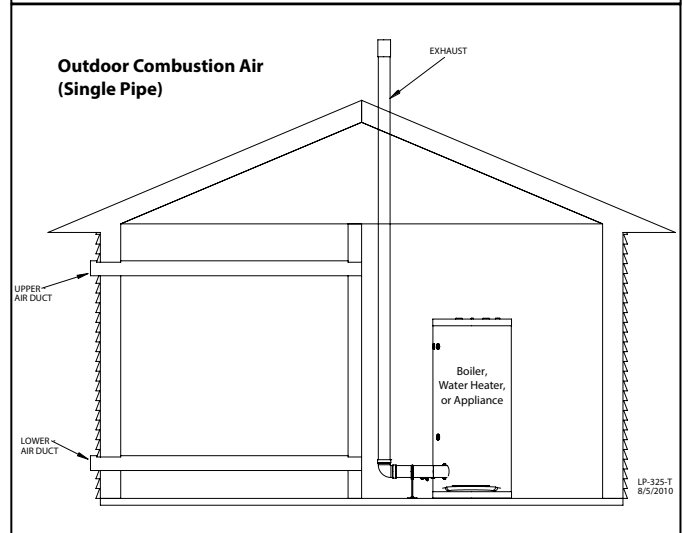 Outdoor Combustion Air
(Single Pipe)
EXHAUST
UPPER
AIR DUCT
Boiler,
Water Heater,
or Appliance
LOWER
AIR DUCT
LP-325-T
8/5/2010